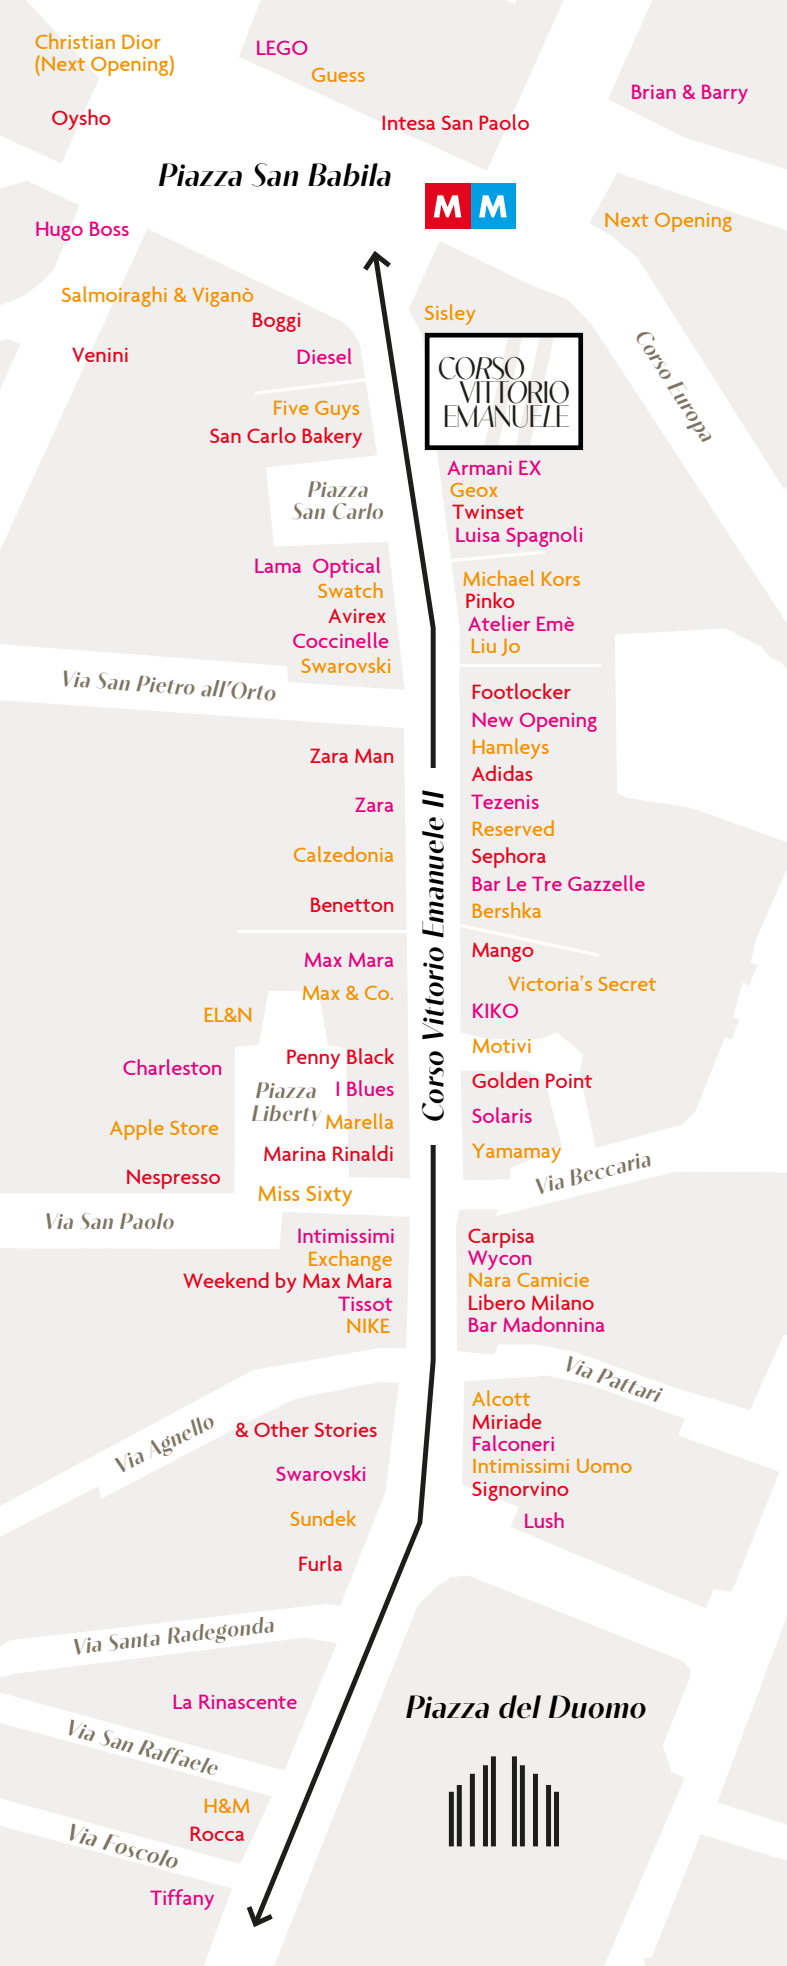 Christian Dior
(Next Opening)
LEGO
Guess
Brian & Barry
Oysho
Intesa San Paolo
Piazza San Babila
M M
Next Opening
Hugo Boss
Salmoiraghi & Viganò
Boggi
Sisley
Venini
Diesel
CORSO
VITTORIO
EMANUELE
Corso Europa
Five Guys
San Carlo Bakery
Piazza
San Carlo
Armani EX
Geox
Twinset
Luisa Spagnoli
Lama Optical
Swatch
Avirex
Coccinelle
Swarovski
Michael Kors
Pinko
Atelier Emè
Liu Jo
Via San Pietro all'Orto
Footlocker
New Opening
Hamleys
Adidas
Tezenis
Reserved
Sephora
Bar Le Tre Gazzelle
Bershka
Zara Man
Zara
Calzedonia
Benetton
Corso Vittorio Emanuele II
Max Mara
Max & Co.
EL&N
Charleston
Apple Store
Nespresso
Piazza
Liberty
Penny Black
I Blues
Marella
Marina Rinaldi
Miss Sixty
Mango
Victoria's Secret
KIKO
Motivi
Golden Point
Solaris
Yamamay
Via Beccaria
Via San Paolo
Intimissimi
Exchange
Weekend by Max Mara
Tissot
NIKE
Carpisa
Wycon
Nara Camicie
Libero Milano
Bar Madonnina
Via Pattari
Via Agnello
& Other Stories
Swarovski
Sundek
Furla
Alcott
Miriade
Falconeri
Intimissimi Uomo
Signorvino
Lush
Via Santa Radegonda
La Rinascente
Piazza del Duomo
Via San Raffaele
H&M
Rocca
Via Foscolo
Tiffany